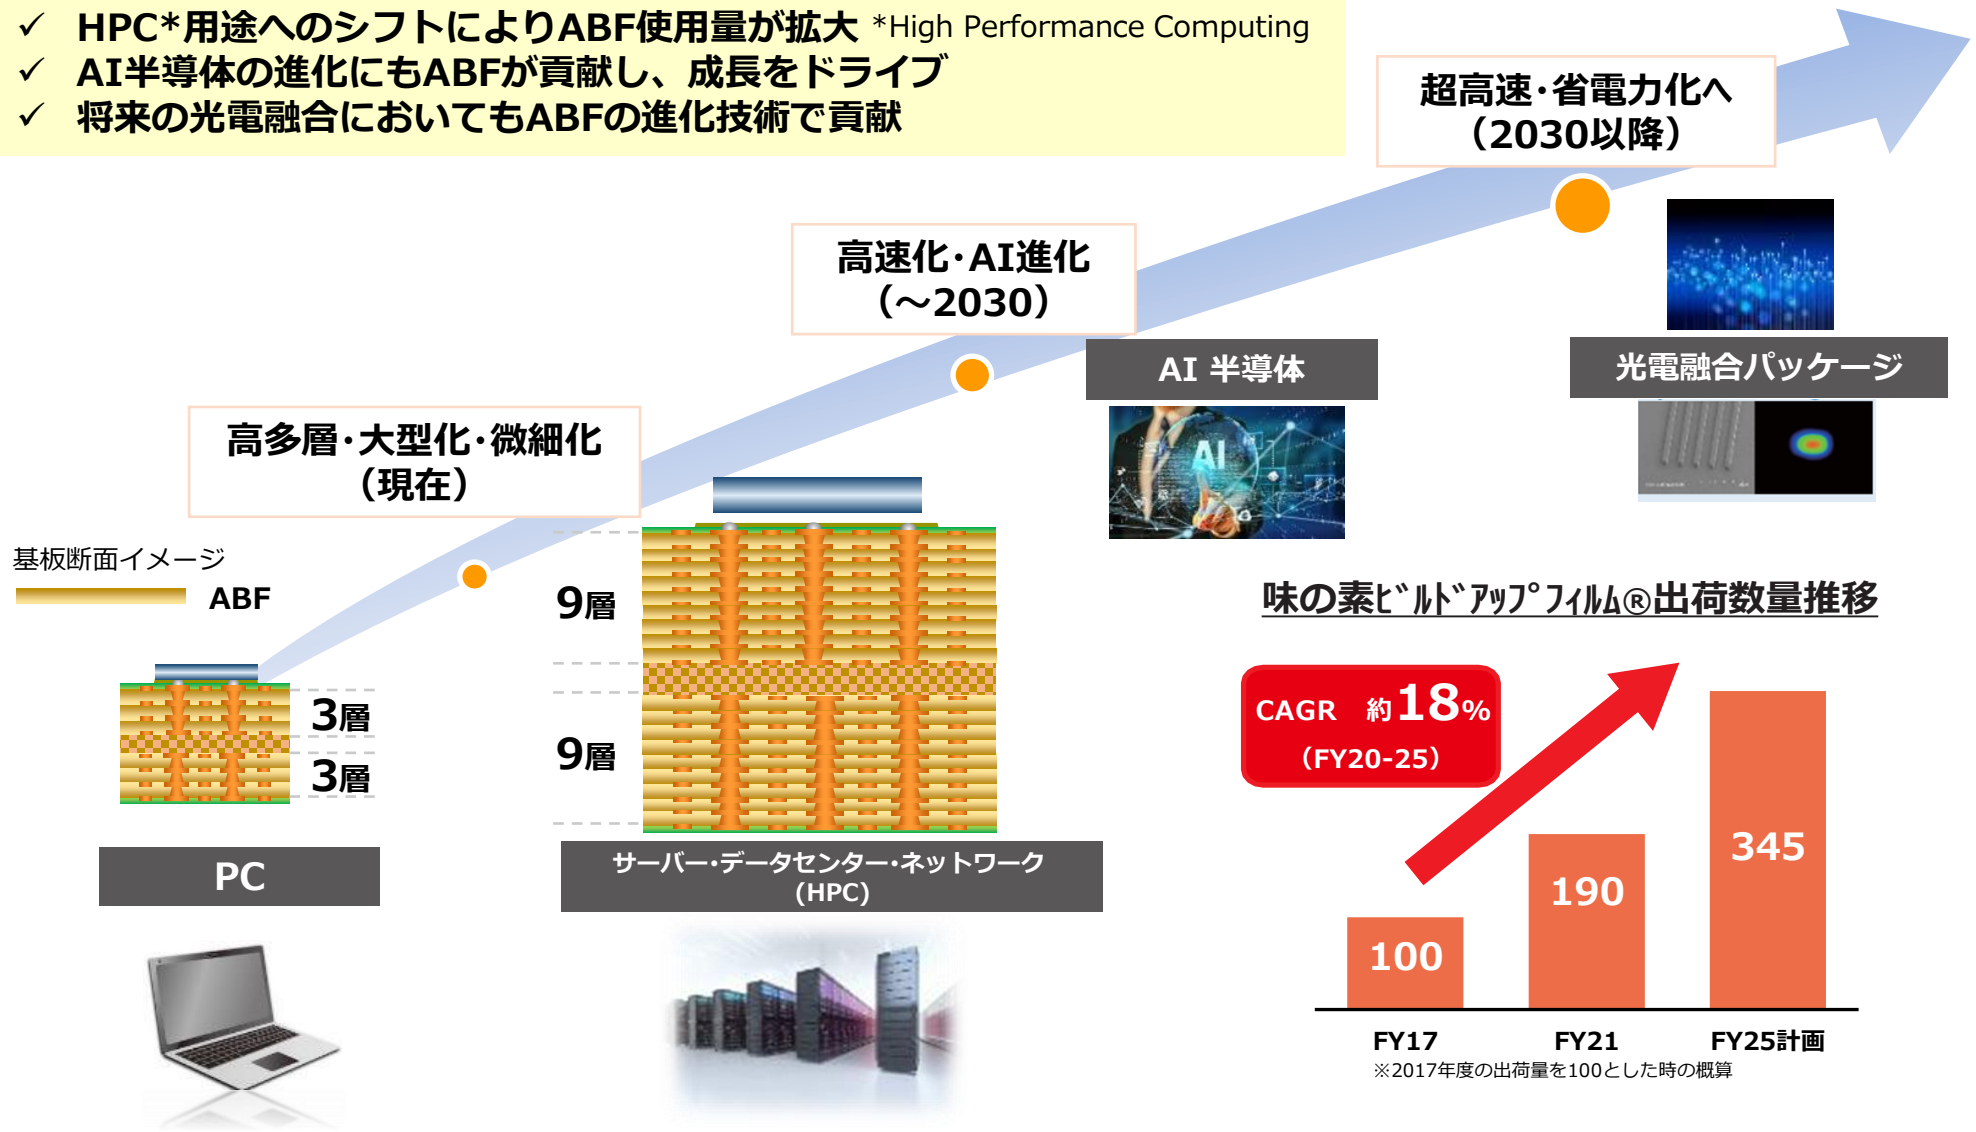 ✓ HPC*用途へのシフトによりABF使用量が拡大 *High Performance Computing
✓ AI半導体の進化にもABFが貢献し、成長をドライブ
✓ 将来の光電融合においてもABFの進化技術で貢献
超高速・省電力化へ
（2030以降）
高速化・AI進化
（～2030）
高多層・大型化・微細化
（現在）
AI 半導体
AI
光電融合パッケージ
基板断面イメージ
ABF
3層
3層
9層
9層
PC
サーバー・データセンター・ネットワーク
(HPC)
味の素ﾋﾞﾙﾄﾞｱｯﾌﾟﾌｨﾙﾑ®出荷数量推移
CAGR 約18%
（FY20-25）
100
190
345
FY17
FY21
FY25計画
※2017年度の出荷量を100とした時の概算